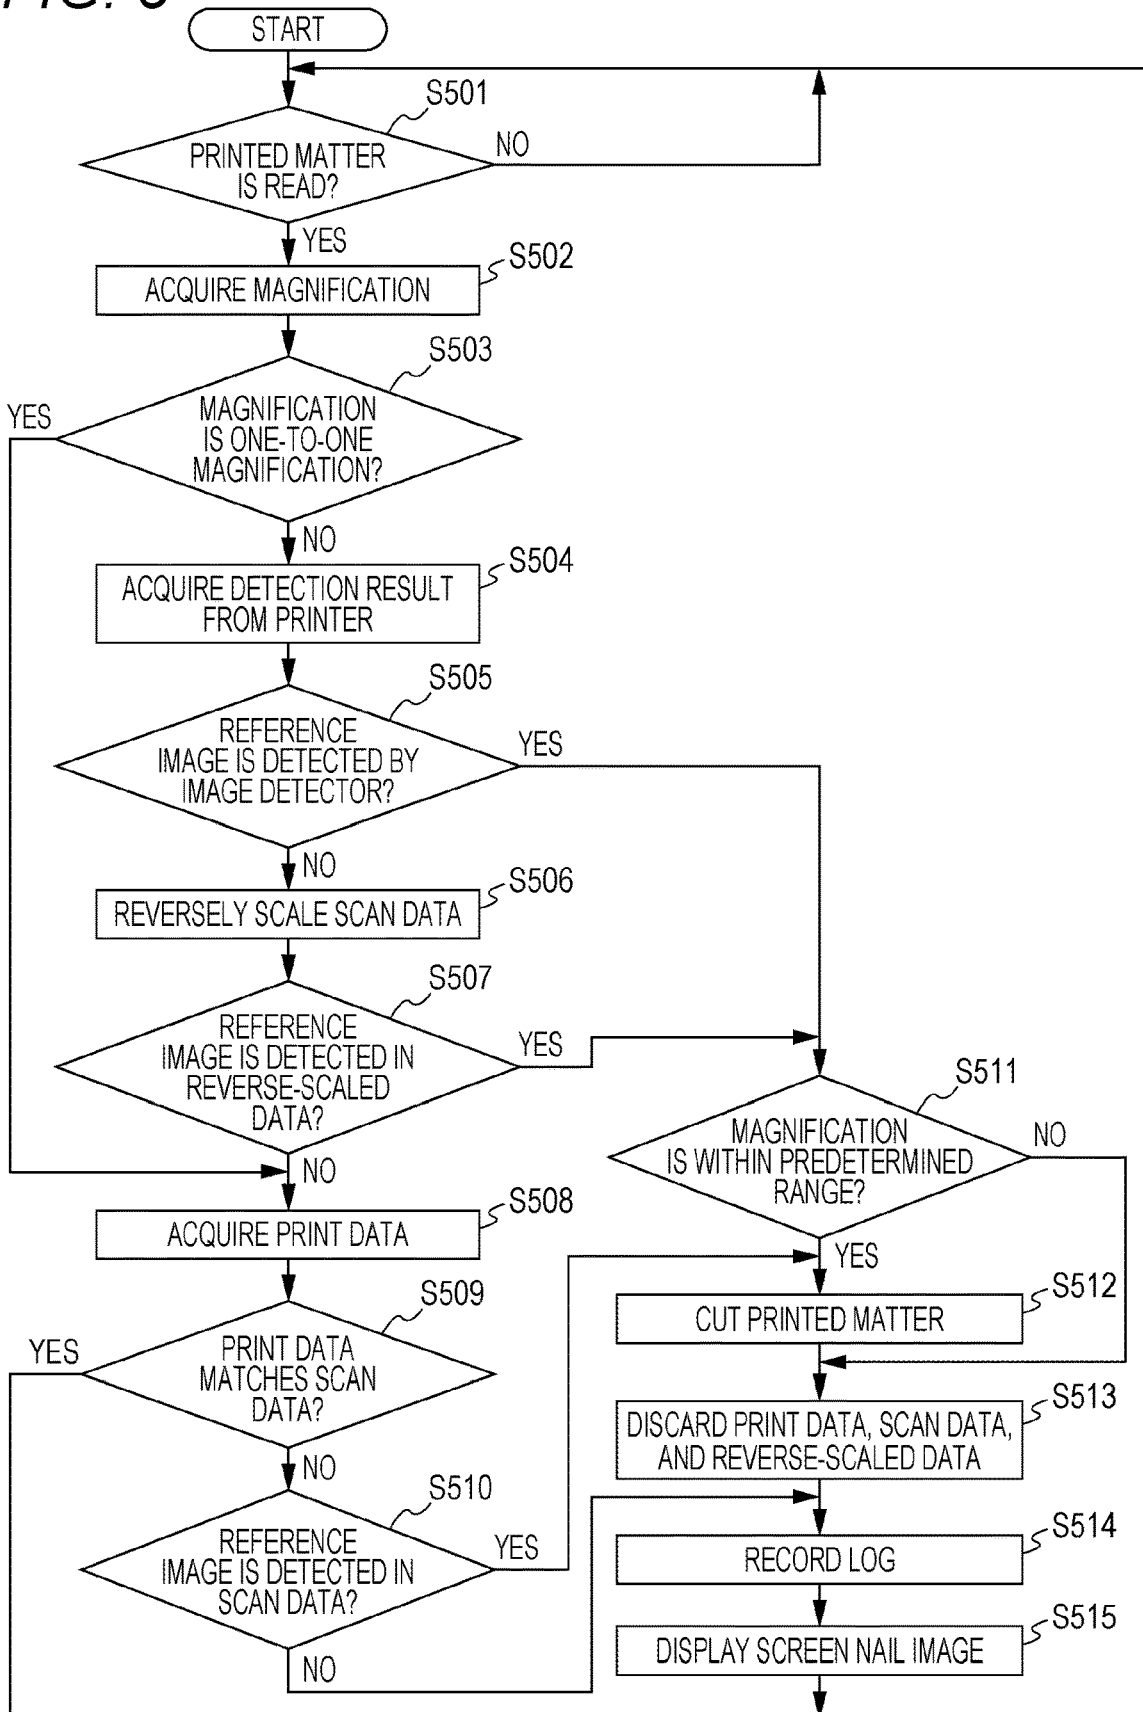 START
S501
PRINTED MATTER
IS READ?
NO
YES
S502
ACQUIRE MAGNIFICATION
S503
YES
MAGNIFICATION
IS ONE-TO-ONE
MAGNIFICATION?
NO
S504
ACQUIRE DETECTION RESULT
FROM PRINTER
S505
REFERENCE
IMAGE IS DETECTED BY
IMAGE DETECTOR?
YES
NO
S506
REVERSELY SCALE SCAN DATA
S507
REFERENCE
IMAGE IS DETECTED IN
REVERSE-SCALED
DATA?
YES
NO
S508
ACQUIRE PRINT DATA
S509
YES
PRINT DATA
MATCHES SCAN
DATA?
NO
S510
REFERENCE
IMAGE IS DETECTED IN
SCAN DATA?
YES
NO
S511
MAGNIFICATION
IS WITHIN PREDETERMINED
RANGE?
NO
YES
S512
CUT PRINTED MATTER
S513
DISCARD PRINT DATA, SCAN DATA,
AND REVERSE-SCALED DATA
S514
RECORD LOG
S515
DISPLAY SCREEN NAIL IMAGE